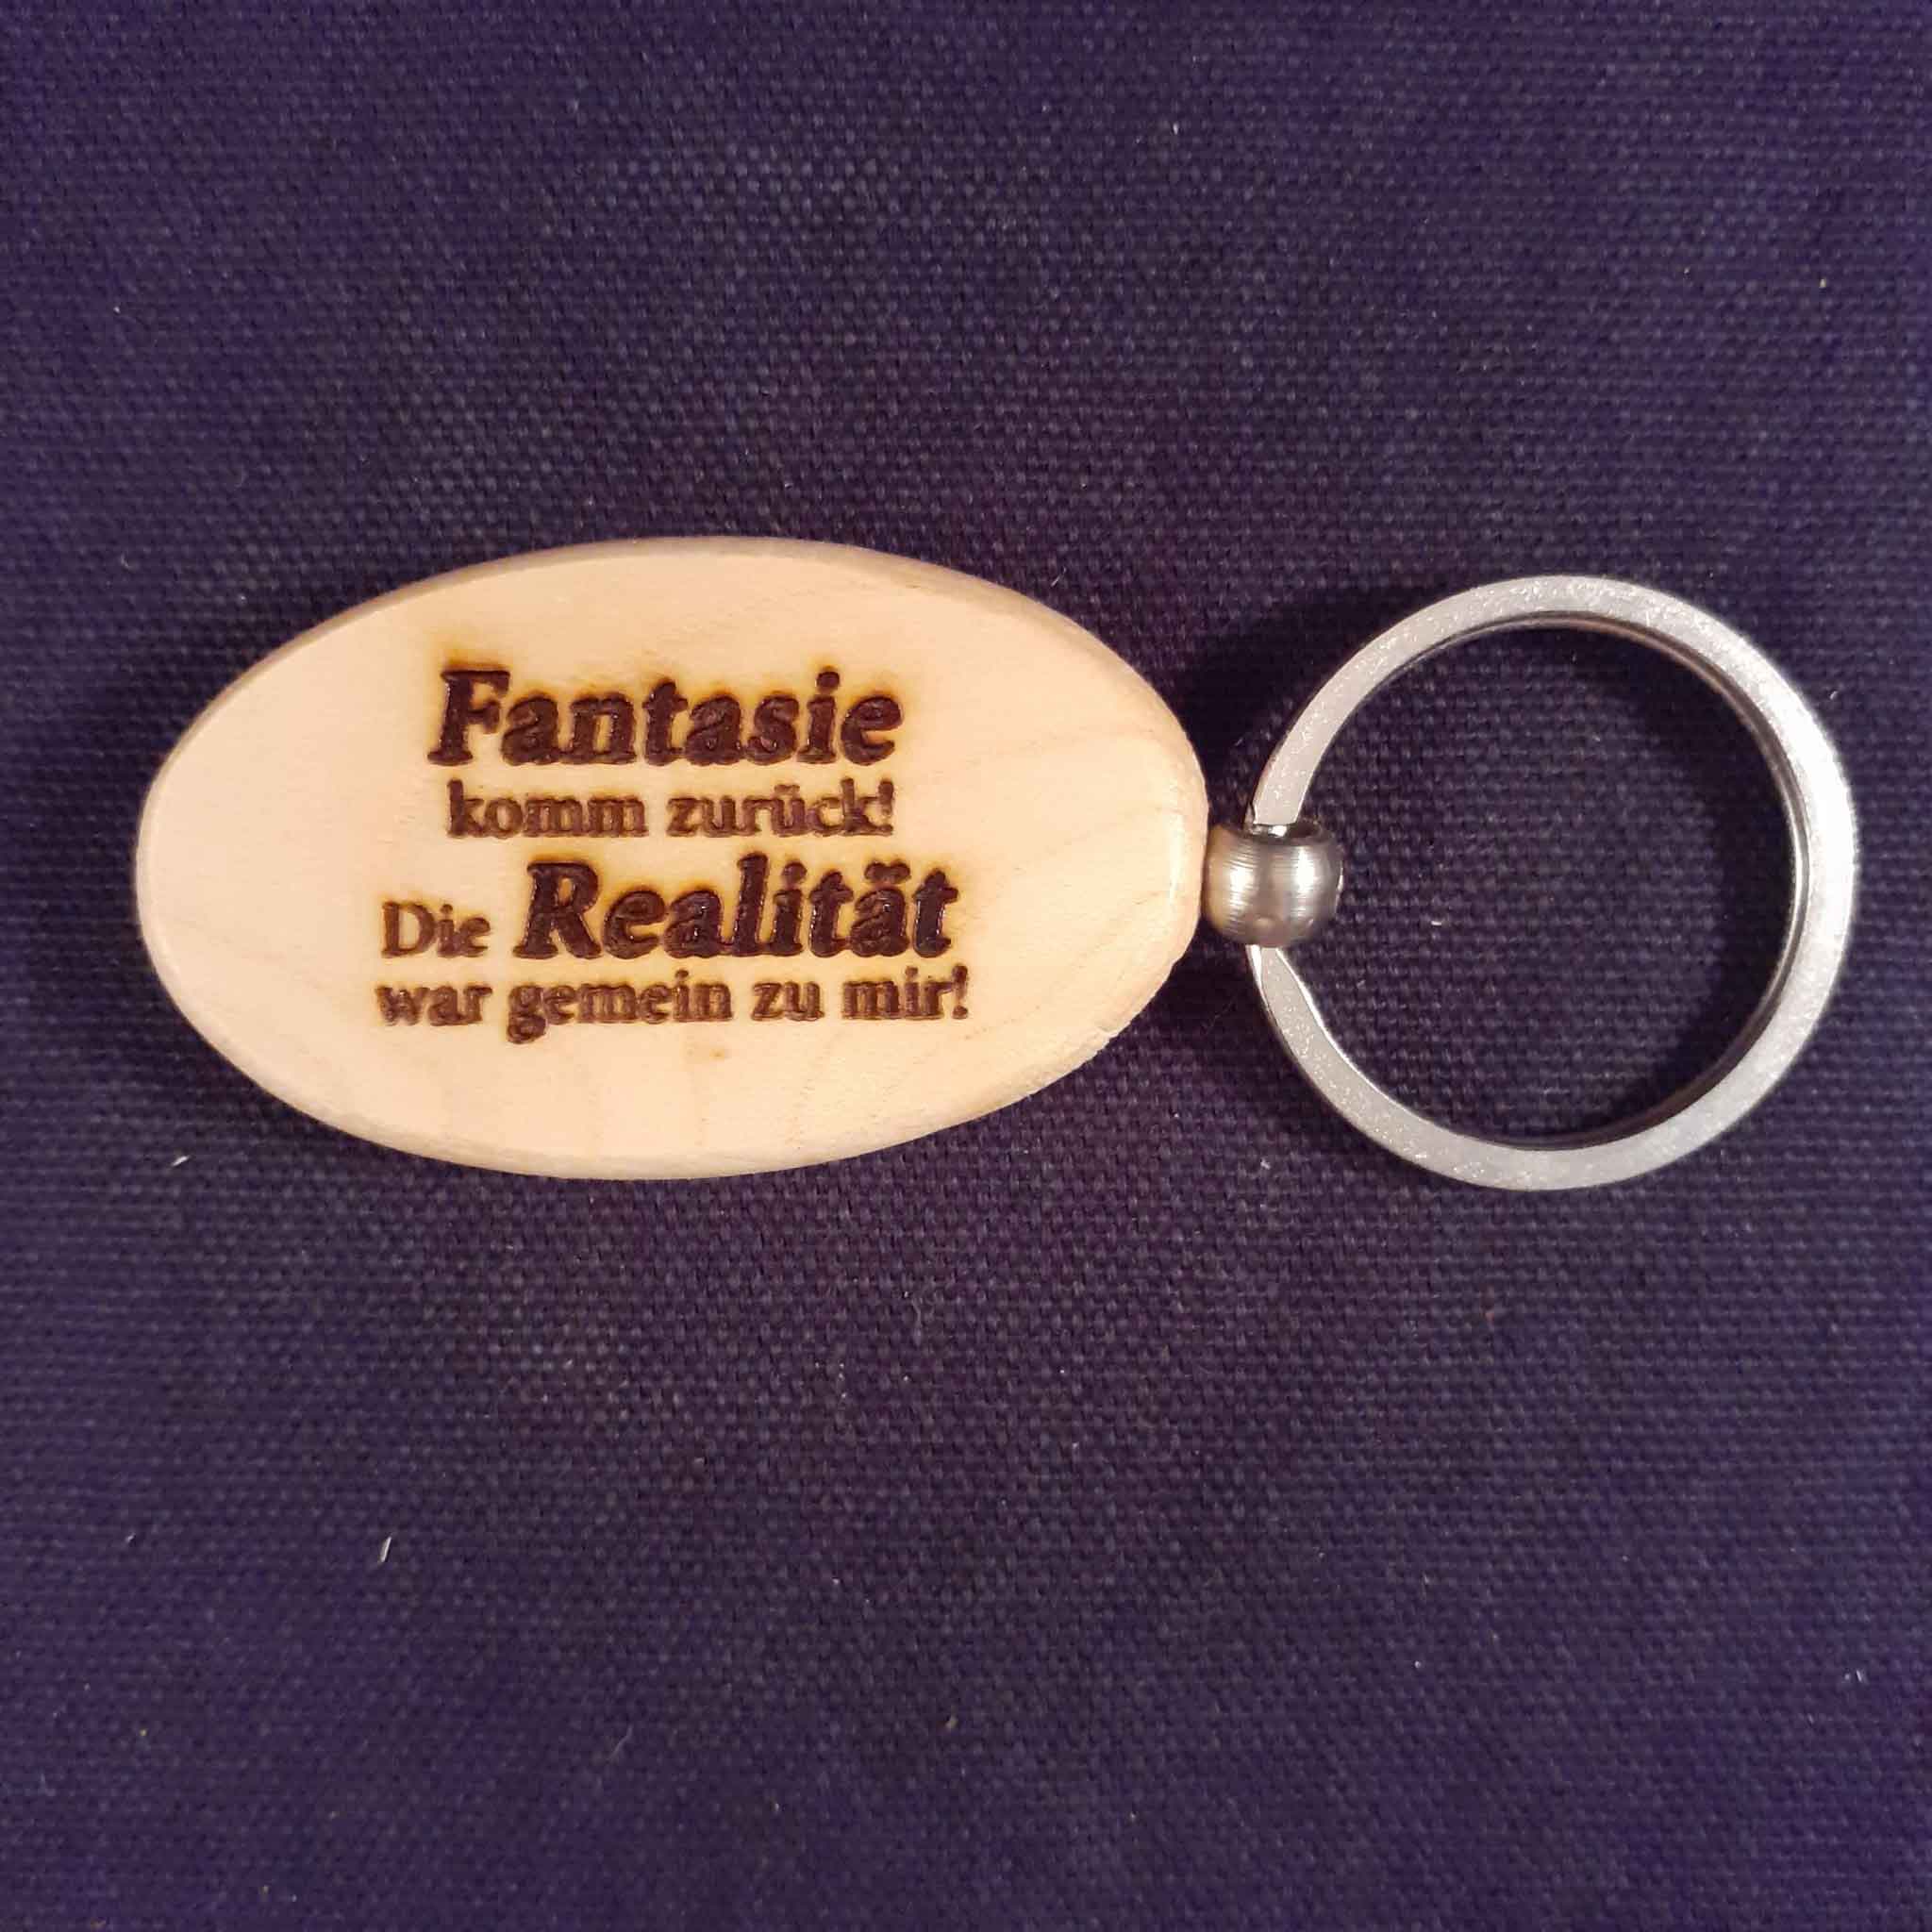 Fantasie
komm zurück!
Die Realität
war gemein zu mir!